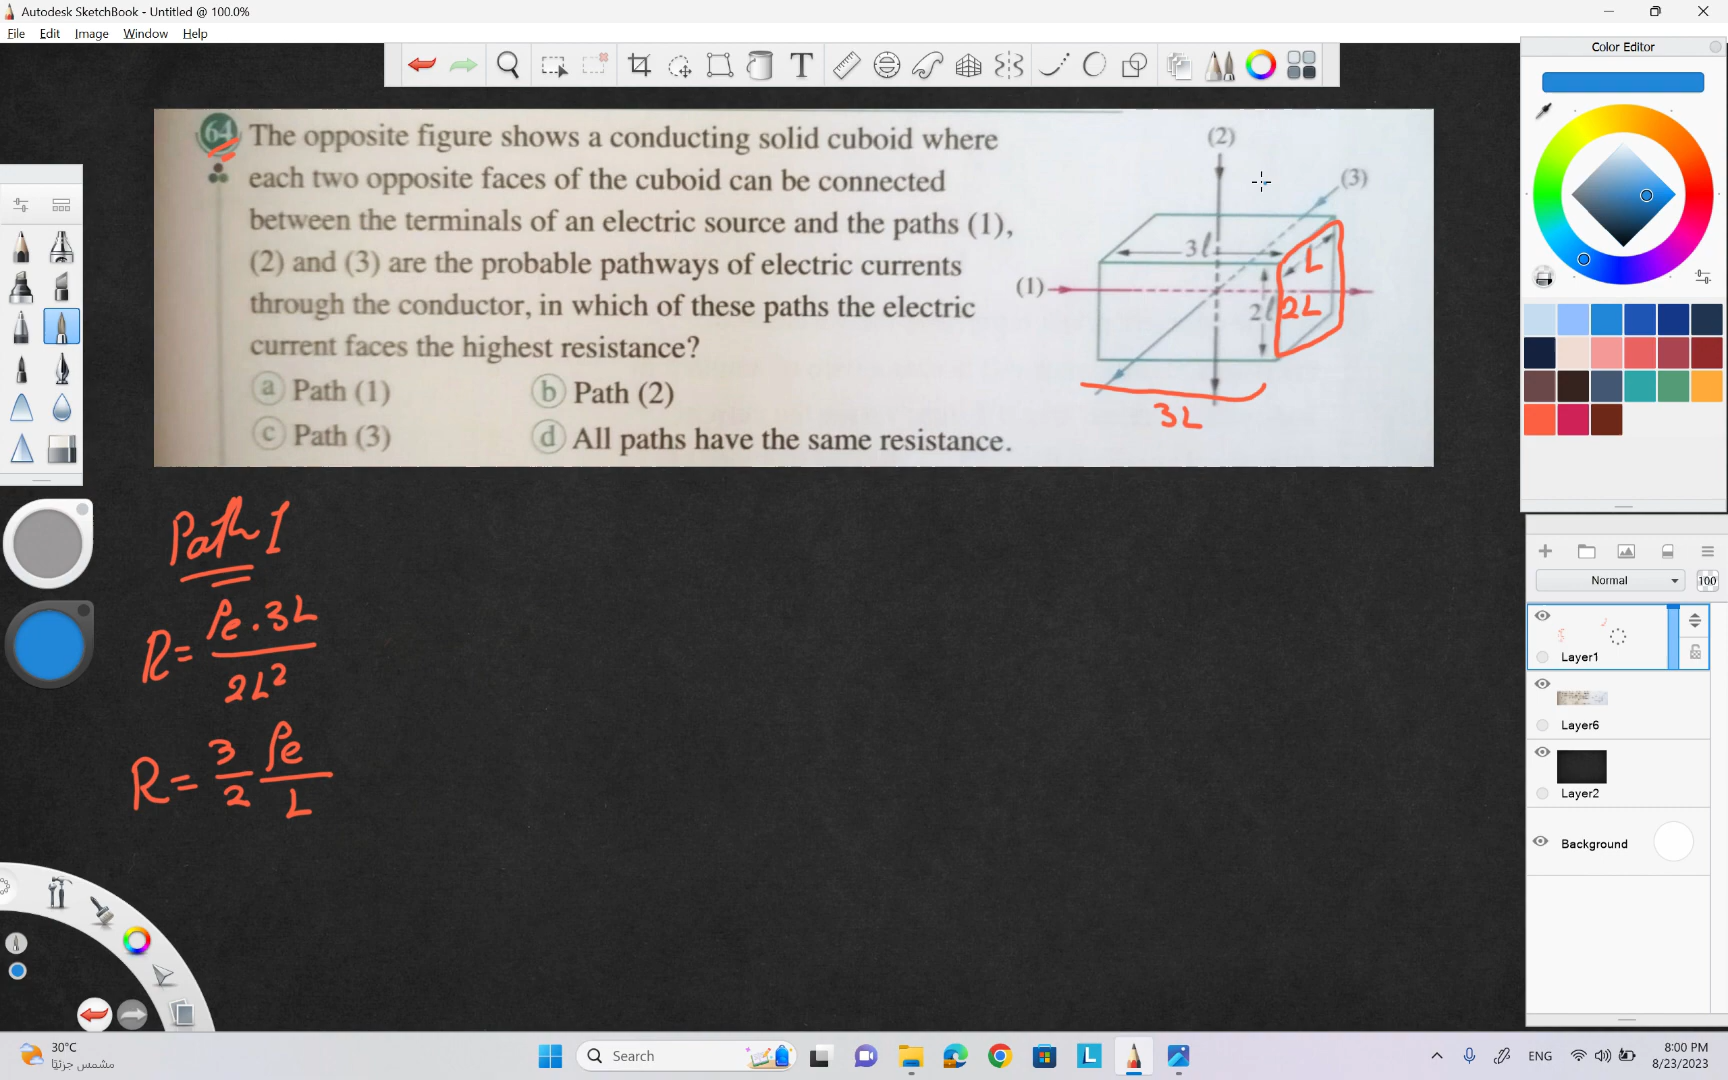 Autodesk SketchBook - Untitled @ 100.0%
File Edit Image Window Help
Color Editor
64 The opposite figure shows a conducting solid cuboid where
each two opposite faces of the cuboid can be connected
between the terminals of an electric source and the paths (1),
(2) and (3) are the probable pathways of electric currents
through the conductor, in which of these paths the electric
current faces the highest resistance?
a Path (1)
b Path (2)
c Path (3)
d All paths have the same resistance.
(2)
(3)
3ℓ
L
(1)
2ℓ
2L
3L
Path 1
R = ρe . 3L / 2L²
R = 3/2 ρe / L
Normal
100
Layer1
Layer6
Layer2
Background
30°C
مشمس جزئيًا
Search
L
ENG
8:00 PM
8/23/2023